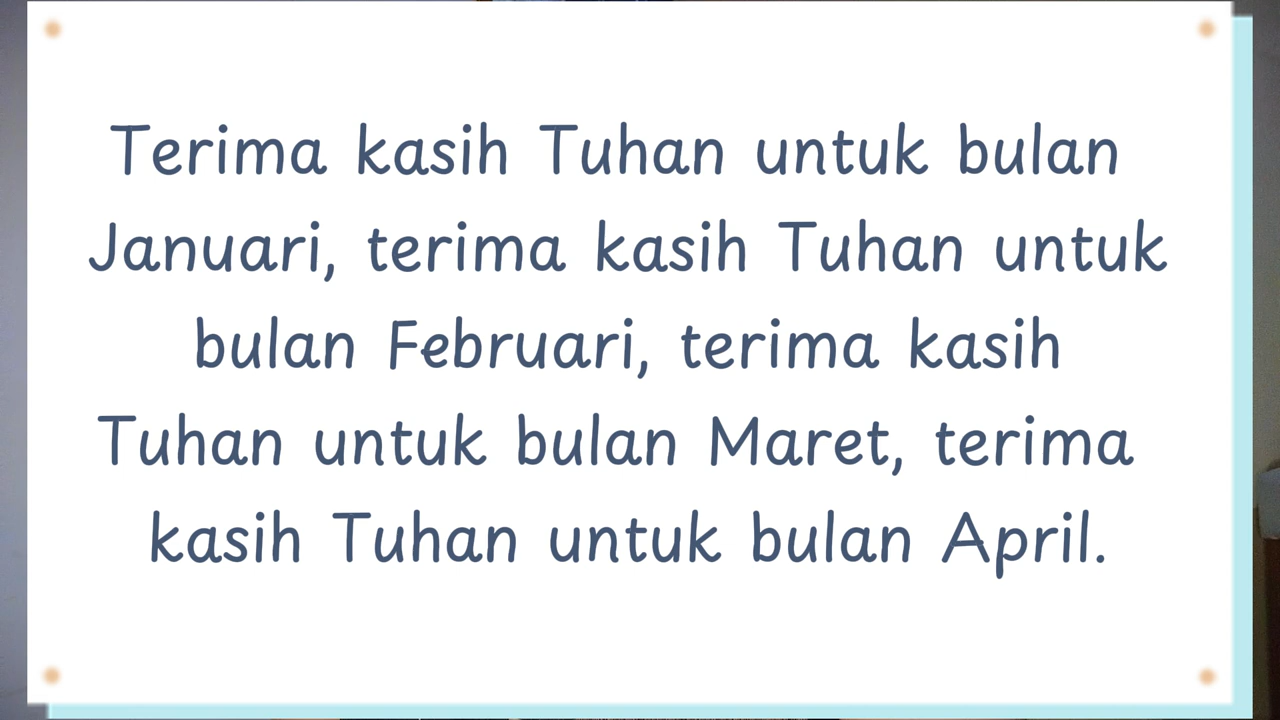 Terima kasih Tuhan untuk bulan
Januari, terima kasih Tuhan untuk
bulan Februari, terima kasih
Tuhan untuk bulan Maret, terima
kasih Tuhan untuk bulan April.